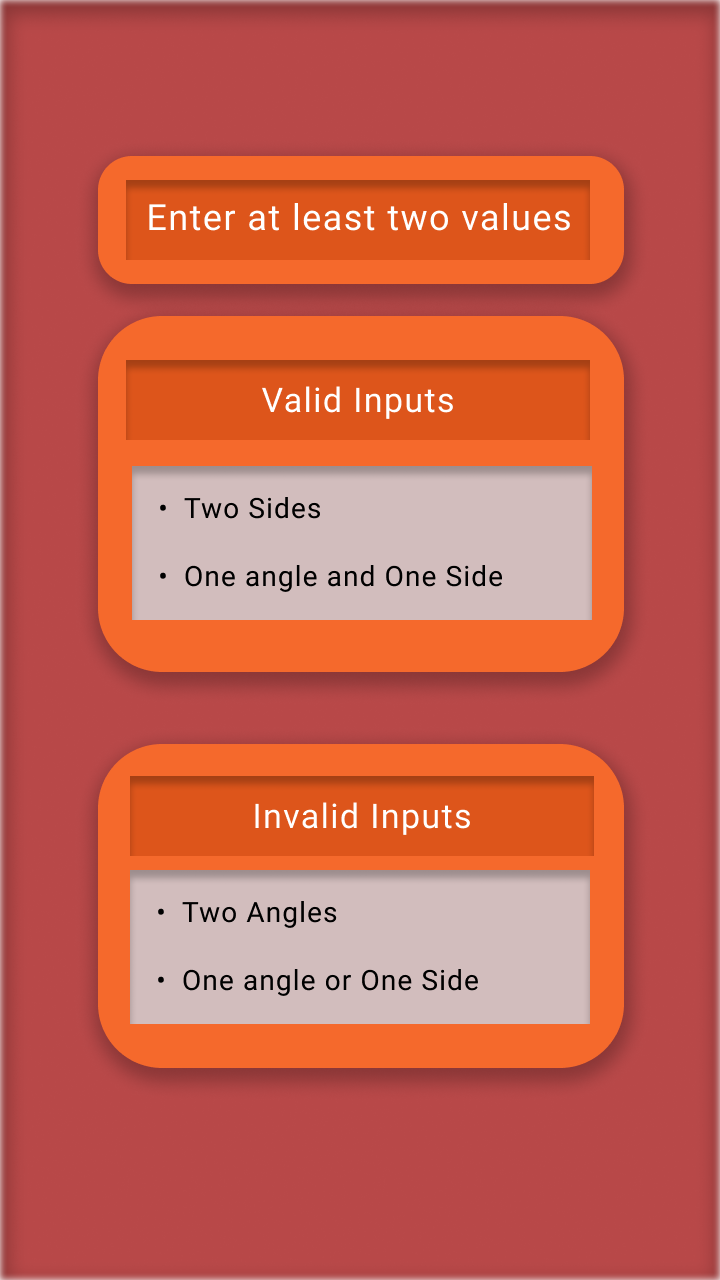 Enter at least two values
Valid Inputs
• Two Sides
• One angle and One Side
Invalid Inputs
• Two Angles
• One angle or One Side